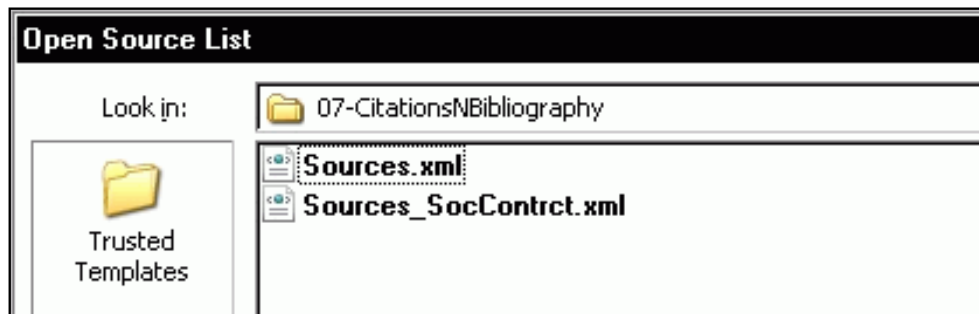 Open Source List
Look in:
07-CitationsNBibliography
Sources.xml
Sources_SocContrct.xml
Trusted
Templates